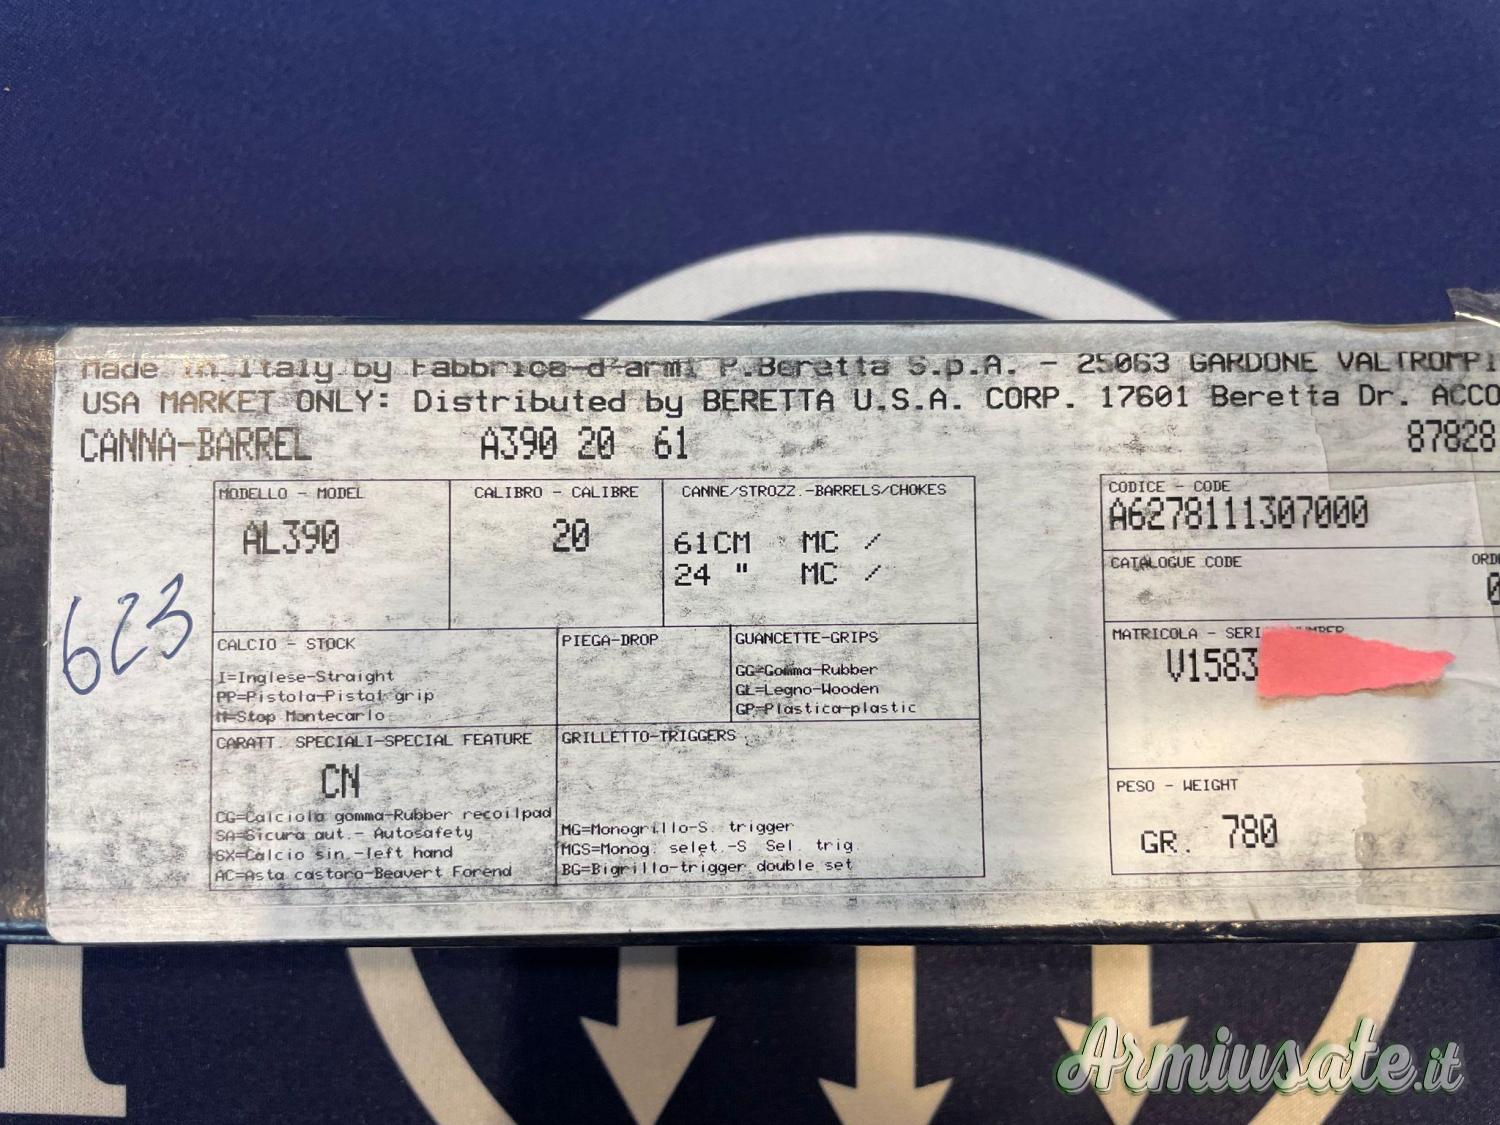 Made in Italy by Fabbrica d'armi P.Beretta S.p.A. - 25063 GARDONE VALTROMPI
USA MARKET ONLY: Distributed by BERETTA U.S.A. CORP. 17601 Beretta Dr. ACCO
CANNA-BARREL A390 20 61 87828
MODELLO - MODEL
AL390
CALIBRO - CALIBRE
20
CANNE/STROZZ.-BARRELS/CHOKES
61CM MC /
24 " MC /
CODICE - CODE
A6278111307000
CATALOGUE CODE
623
CALCIO - STOCK
I=Inglese-Straight
PP=Pistola-Pistol grip
M=Stop Montecarlo
PIEGA-DROP
GUANCETTE-GRIPS
GG=Gomma-Rubber
GL=Legno-Wooden
GP=Plastica-plastic
MATRICOLA - SERI
V1583
CARATT. SPECIALI-SPECIAL FEATURE
CN
CG=Calciolo gomma-Rubber recoilpad
SA=Sicura aut.- Autosafety
SX=Calcio sin.-left hand
AC=Asta castoro-Beavert Forend
GRILLETTO-TRIGGERS
MG=Monogrillo-S. trigger
MGS=Monog. selet.-S Sel. trig.
BG=Bigrillo-trigger double set
PESO - WEIGHT
GR. 780
Armiusate.it